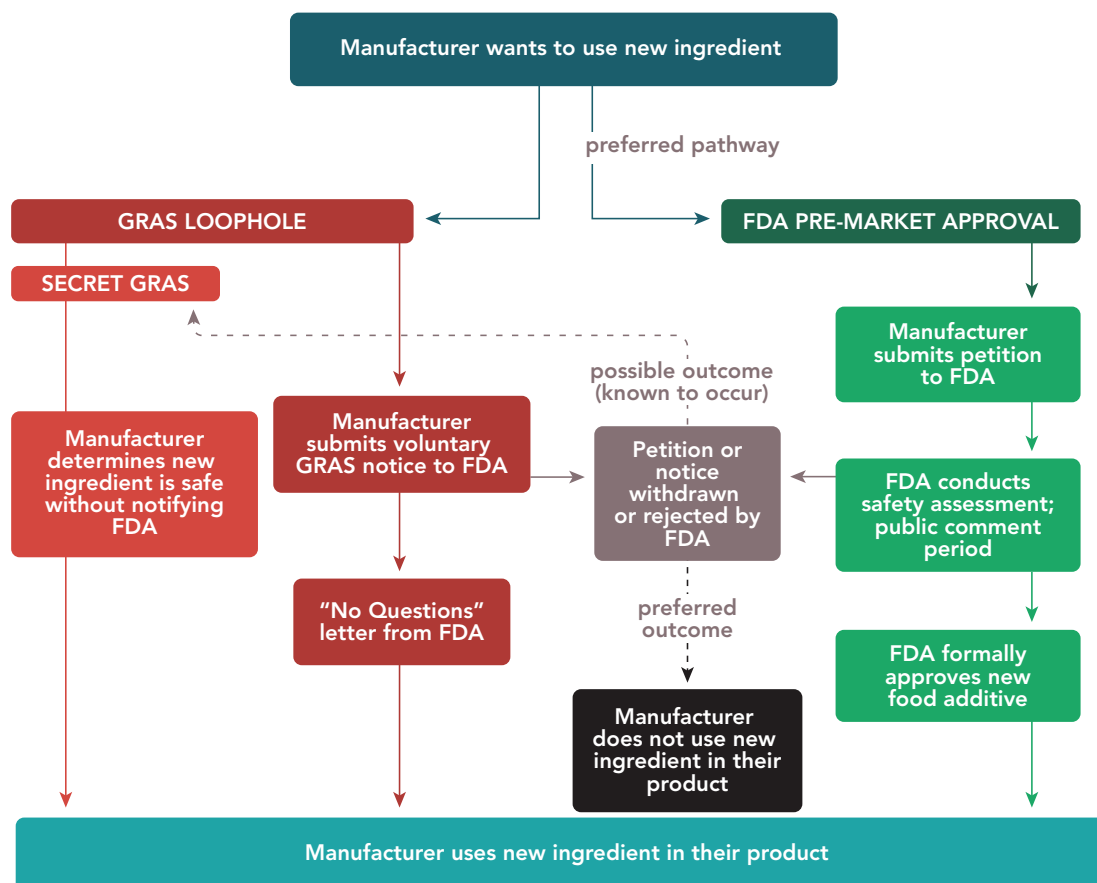 Manufacturer wants to use new ingredient
preferred pathway
GRAS LOOPHOLE
FDA PRE-MARKET APPROVAL
SECRET GRAS
Manufacturer
submits petition
to FDA
possible outcome
(known to occur)
Manufacturer
determines new
ingredient is safe
without notifying
FDA
Manufacturer
submits voluntary
GRAS notice to FDA
Petition or
notice
withdrawn
or rejected by
FDA
FDA conducts
safety assessment;
public comment
period
“No Questions”
letter from FDA
preferred
outcome
FDA formally
approves new
food additive
Manufacturer
does not use new
ingredient in their
product
Manufacturer uses new ingredient in their product